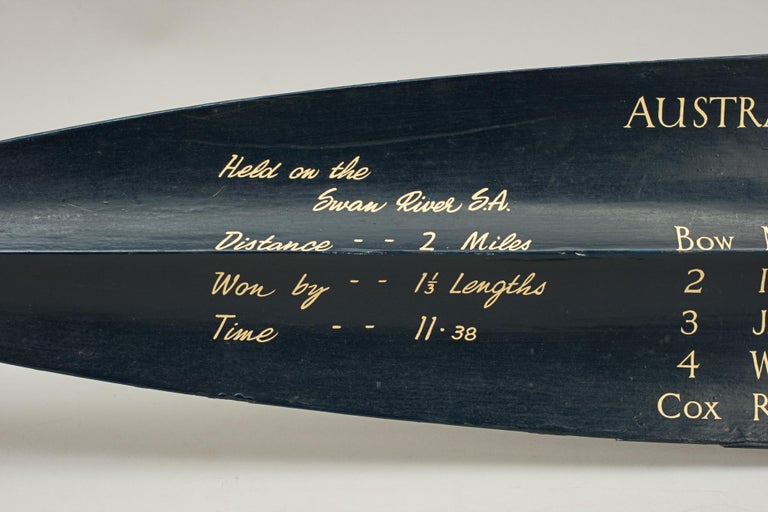 Held on the
Swan River S.A.
Distance - - 2 Miles
Won by - - 1⅓ Lengths
Time - - 11·38
AUSTRA
Bow
2
3 J
4 W
Cox R